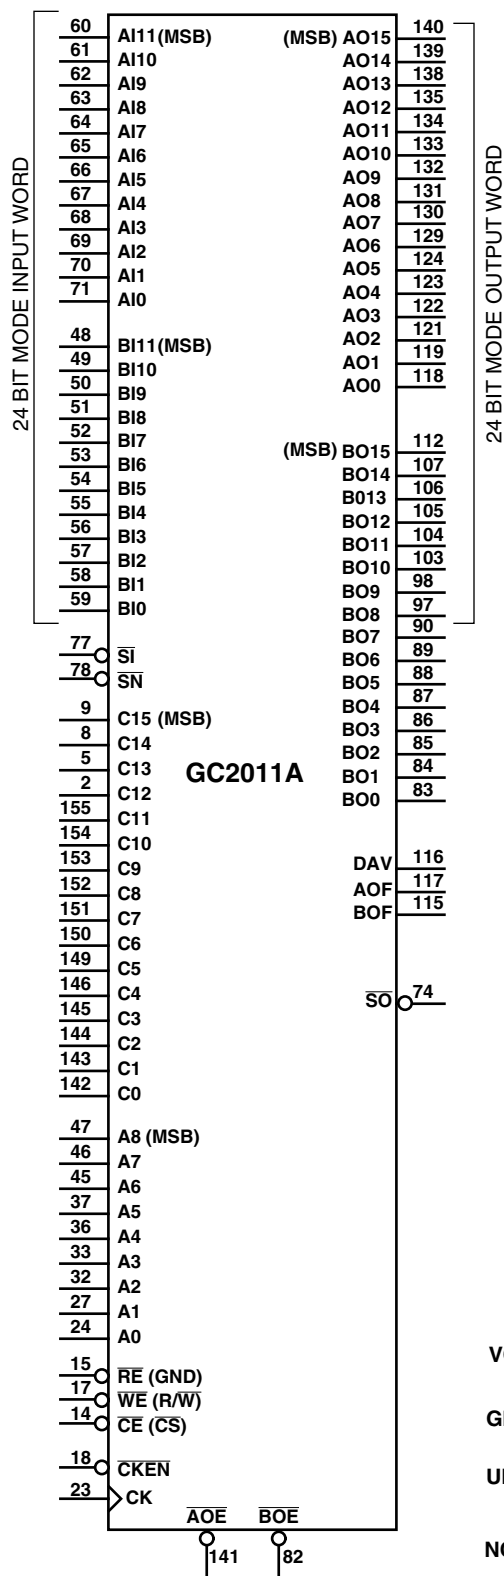 24 BIT MODE INPUT WORD
60 AI11(MSB)
61 AI10
62 AI9
63 AI8
64 AI7
65 AI6
66 AI5
67 AI4
68 AI3
69 AI2
70 AI1
71 AI0
48 BI11(MSB)
49 BI10
50 BI9
51 BI8
52 BI7
53 BI6
54 BI5
55 BI4
56 BI3
57 BI2
58 BI1
59 BI0
77 S̅I̅
78 S̅N̅
9 C15 (MSB)
8 C14
5 C13
2 C12
155 C11
154 C10
153 C9
152 C8
151 C7
150 C6
149 C5
146 C4
145 C3
144 C2
143 C1
142 C0
47 A8 (MSB)
46 A7
45 A6
37 A5
36 A4
33 A3
32 A2
27 A1
24 A0
15 R̅E̅ (GND)
17 W̅E̅ (R/W̅)
14 C̅E̅ (C̅S̅)
18 C̅K̅E̅N̅
23 CK
GC2011A
(MSB) AO15 140
AO14 139
AO13 138
AO12 135
AO11 134
AO10 133
AO9 132
AO8 131
AO7 130
AO6 129
AO5 124
AO4 123
AO3 122
AO2 121
AO1 119
AO0 118
(MSB) BO15 112
BO14 107
B013 106
BO12 105
BO11 104
BO10 103
BO9 98
BO8 97
BO7 90
BO6 89
BO5 88
BO4 87
BO3 86
BO2 85
BO1 84
BO0 83
24 BIT MODE OUTPUT WORD
DAV 116
AOF 117
BOF 115
S̅O̅ 74
A̅O̅E̅ B̅O̅E̅
141 82